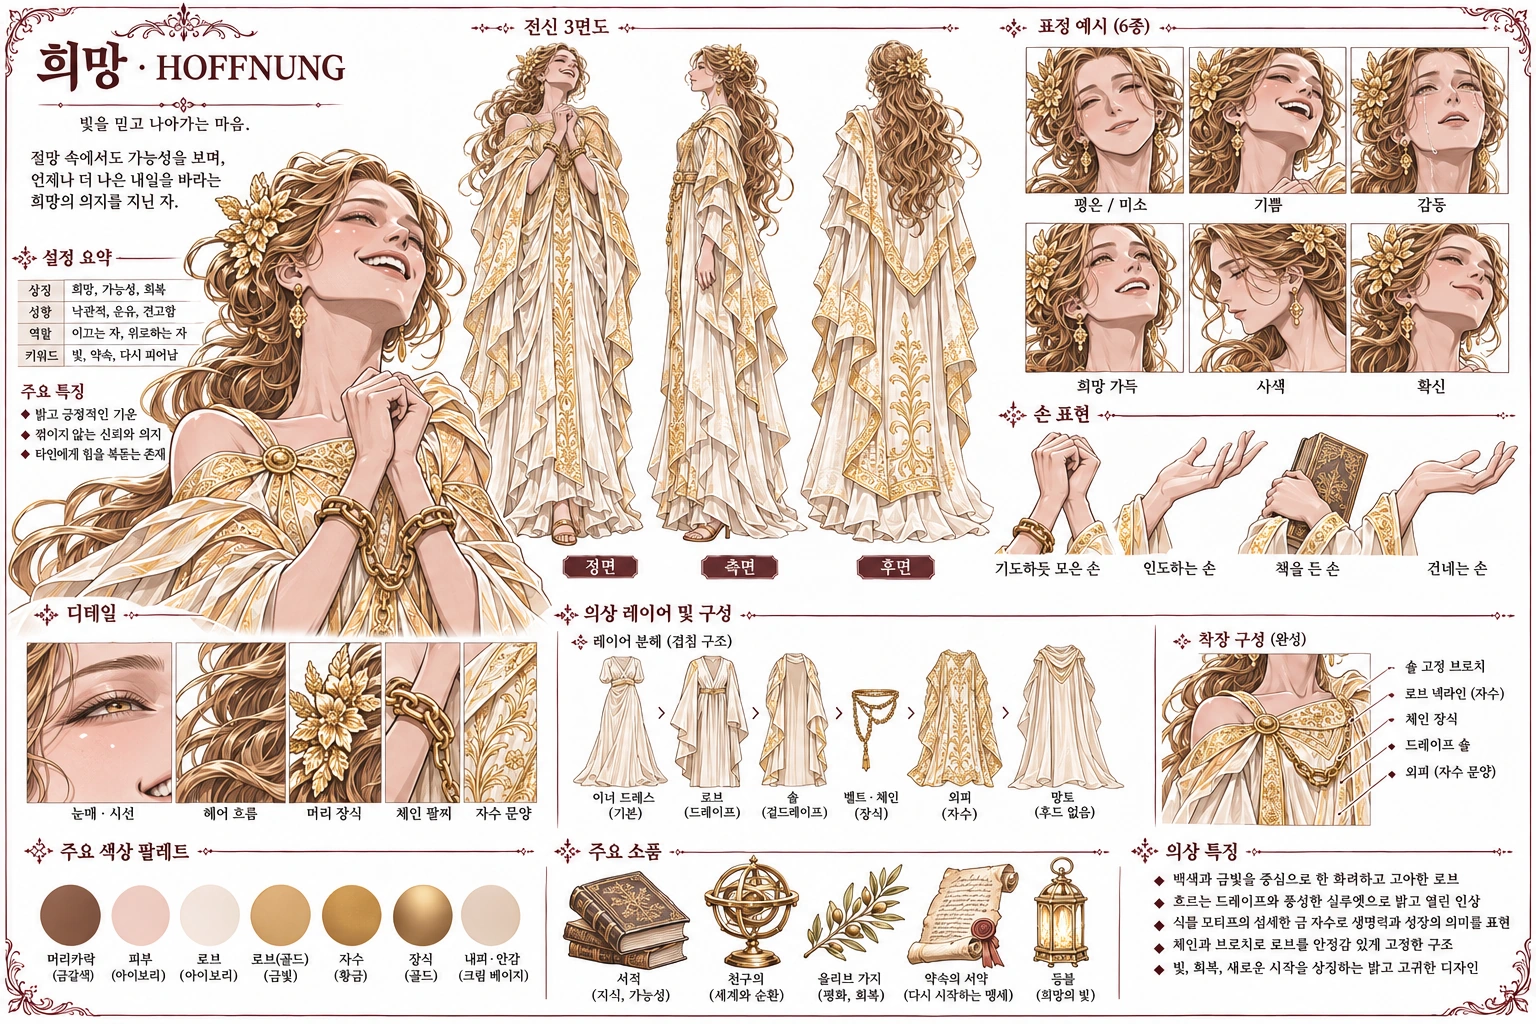 희망 · HOFFNUNG
빛을 믿고 나아가는 마음.
절망 속에서도 가능성을 보며,
언제나 더 나은 내일을 바라는
희망의 의지를 지닌 자.
설정 요약
상징 희망, 가능성, 회복
성향 낙관적, 온유, 견고함
역할 이끄는 자, 위로하는 자
키워드 빛, 약속, 다시 피어남
주요 특징
밝고 긍정적인 기운
꺾이지 않는 신뢰와 의지
타인에게 힘을 북돋는 존재
전신 3면도
정면
측면
후면
표정 예시 (6종)
평온 / 미소
기쁨
감동
희망 가득
사색
확신
손 표현
기도하듯 모은 손
인도하는 손
책을 든 손
건네는 손
디테일
눈매 · 시선
헤어 흐름
머리 장식
체인 팔찌
자수 문양
의상 레이어 및 구성
레이어 분해 (겹침 구조)
이너 드레스
(기본)
로브
(드레이프)
숄
(겉드레이프)
벨트 · 체인
(장식)
외피
(자수)
망토
(후드 없음)
착장 구성 (완성)
숄 고정 브로치
로브 넥라인 (자수)
체인 장식
드레이프 숄
외피 (자수 문양)
주요 색상 팔레트
머리카락
(금갈색)
피부
(아이보리)
로브
(아이보리)
로브(골드)
(금빛)
자수
(황금)
장식
(골드)
내피 · 안감
(크림 베이지)
주요 소품
서적
(지식, 가능성)
천구의
(세계와 순환)
올리브 가지
(평화, 회복)
약속의 서약
(다시 시작하는 맹세)
등불
(희망의 빛)
의상 특징
백색과 금빛을 중심으로 한 화려하고 고아한 로브
흐르는 드레이프와 풍성한 실루엣으로 밝고 열린 인상
식물 모티프의 섬세한 금 자수로 생명력과 성장의 의미를 표현
체인과 브로치로 로브를 안정감 있게 고정한 구조
빛, 회복, 새로운 시작을 상징하는 밝고 고귀한 디자인